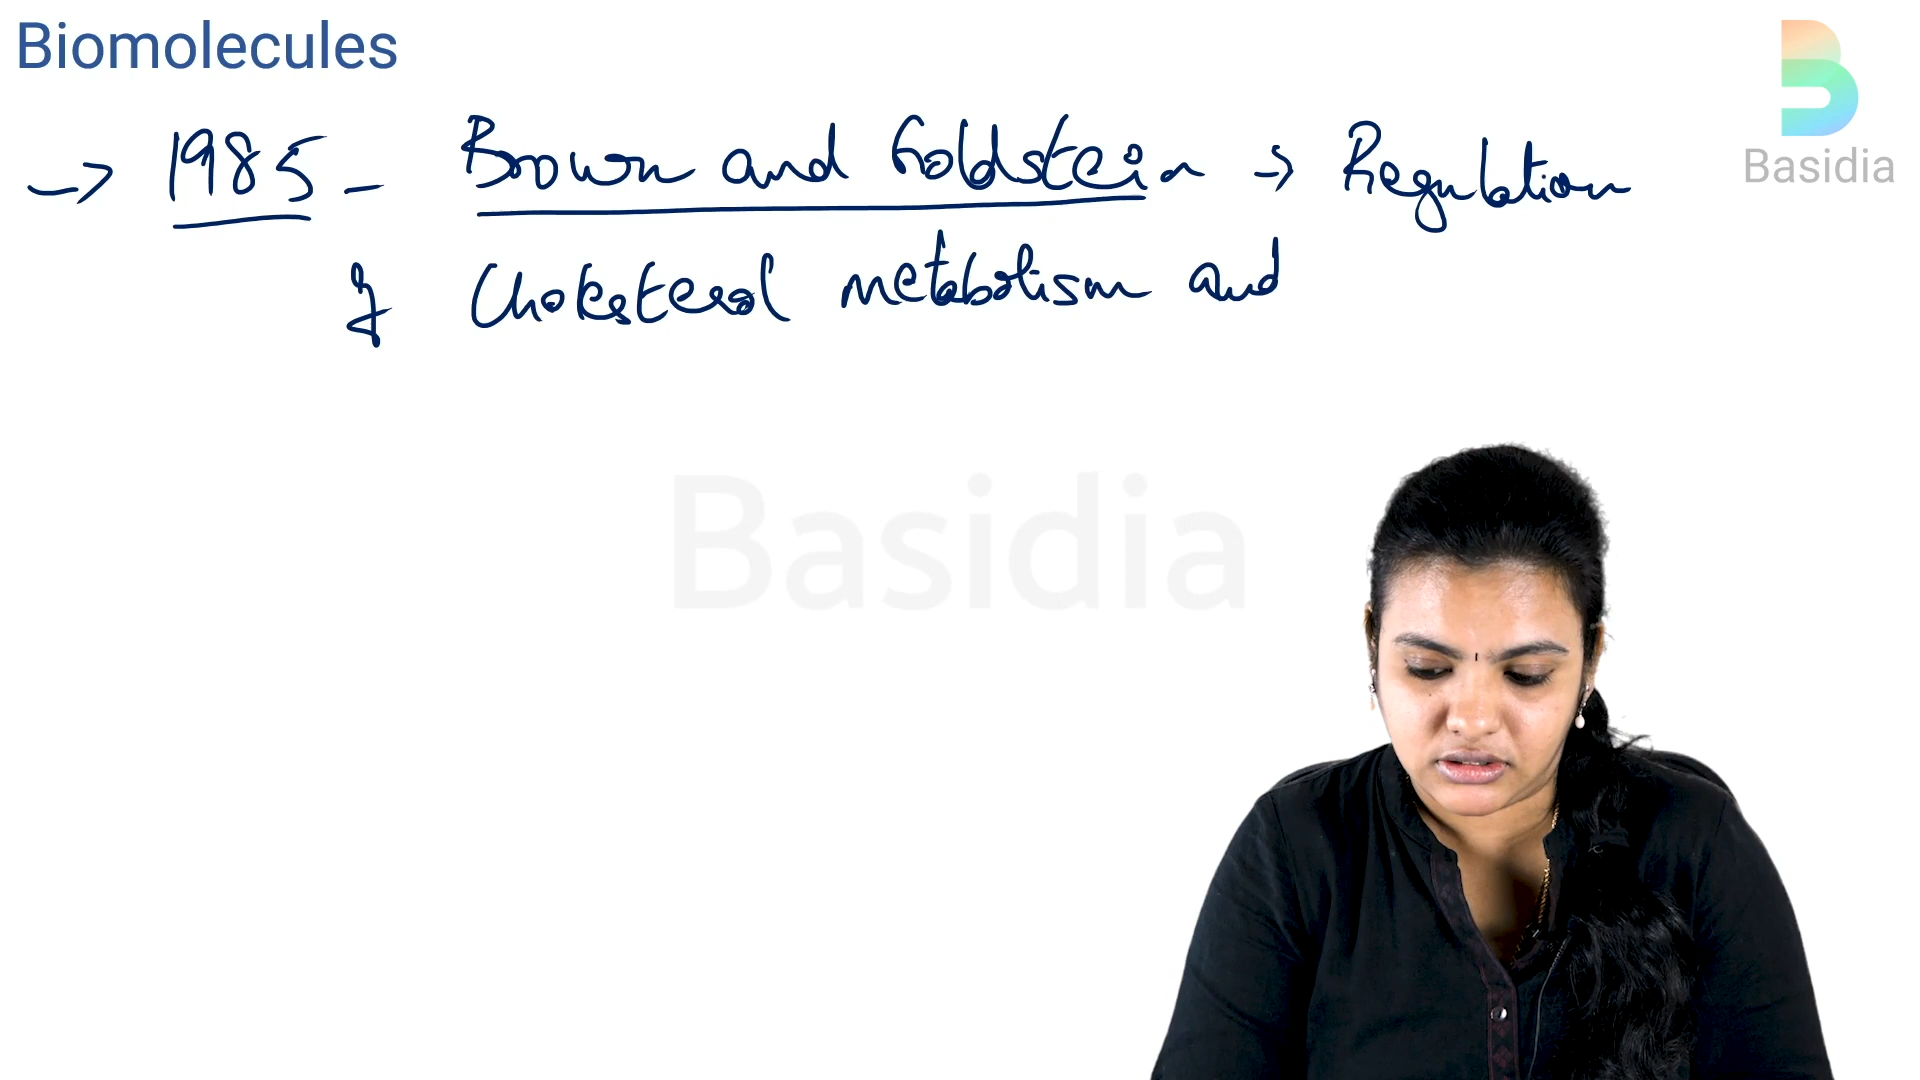 Biomolecules
Basidia
→ 1985 - Brown and Goldstein → Regulation
of Cholesterol metabolism and
Basidia